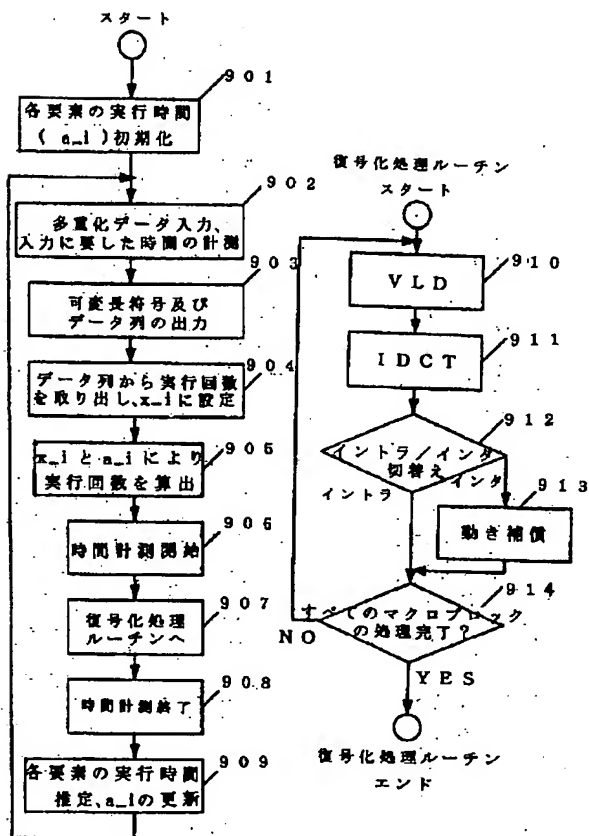 スタート
901
各要素の実行時間
( a_i )初期化
902
多重化データ入力、
入力に要した時間の計測
903
可変長符号及び
データ列の出力
904
データ列から実行回数
を取り出し、x_iに設定
905
x_iとa_iにより
実行回数を算出
906
時間計測開始
907
復号化処理
ルーチンへ
908
時間計測終了
909
各要素の実行時間
推定、a_iの更新
復号化処理ルーチン
スタート
910
VLD
911
IDCT
912
イントラ/インタ
切替え
イントラ
インタ
913
動き補償
914
すべてのマクロブロック
の処理完了?
NO
YES
復号化処理ルーチン
エンド